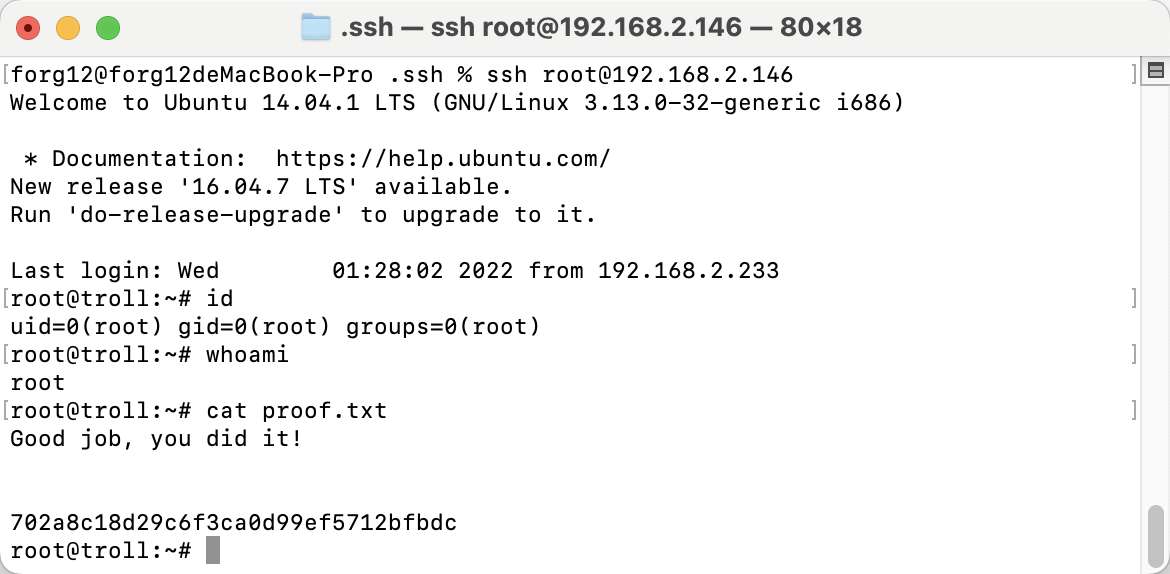 .ssh — ssh root@192.168.2.146 — 80×18
[forg12@forg12deMacBook-Pro .ssh % ssh root@192.168.2.146 ]
Welcome to Ubuntu 14.04.1 LTS (GNU/Linux 3.13.0-32-generic i686)
* Documentation:  https://help.ubuntu.com/
New release '16.04.7 LTS' available.
Run 'do-release-upgrade' to upgrade to it.
Last login: Wed        01:28:02 2022 from 192.168.2.233
[root@troll:~# id ]
uid=0(root) gid=0(root) groups=0(root)
[root@troll:~# whoami ]
root
[root@troll:~# cat proof.txt ]
Good job, you did it!
702a8c18d29c6f3ca0d99ef5712bfbdc
root@troll:~#